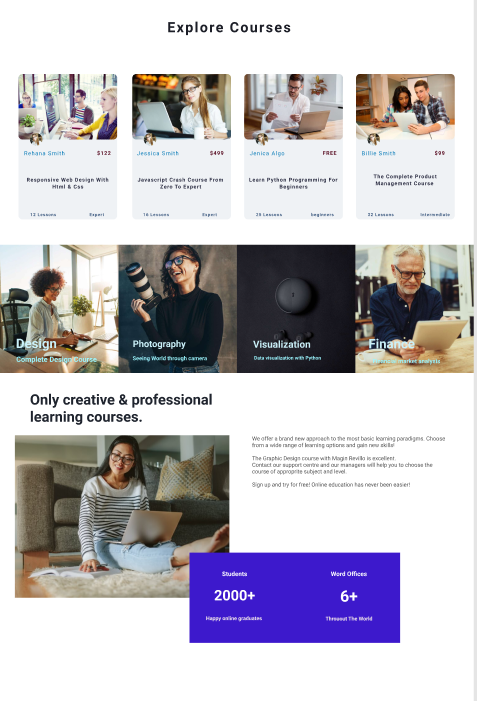 Explore Courses
Rehana Smith $122
Responsive Web Design With
Html & Css
12 Lessons Expert
Jessica Smith $499
Javascript Crash Course From
Zero To Expert
16 Lessons Expert
Jenica Algo FREE
Learn Python Programming For
Beginners
25 Lessons beginners
Billie Smith $99
The Complete Product
Management Course
32 Lessons Intermediate
Design
Complete Design Course
Photography
Seeing World through camera
Visualization
Data visualization with Python
Finance
market analysis
Only creative & professional
learning courses.
We offer a brand new approach to the most basic learning paradigms. Choose
from a wide range of learning options and gain new skills!
The Graphic Design course with Magin Revillo is excellent.
Contact our support centre and our managers will help you to choose the
course of approprite subject and level.
Sign up and try for free! Online education has never been easier!
Students
2000+
Happy online graduates
Word Offices
6+
Throuout The World